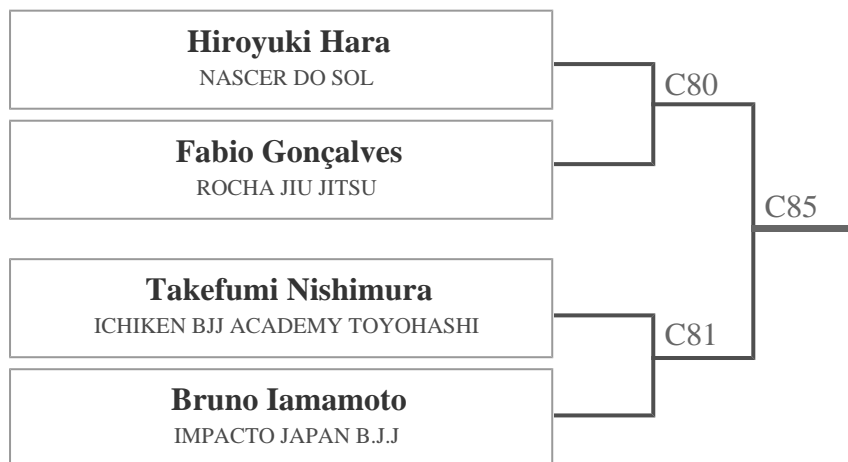 Hiroyuki Hara
NASCER DO SOL
C80
Fabio Gonçalves
ROCHA JIU JITSU
C85
Takefumi Nishimura
ICHIKEN BJJ ACADEMY TOYOHASHI
C81
Bruno Iamamoto
IMPACTO JAPAN B.J.J